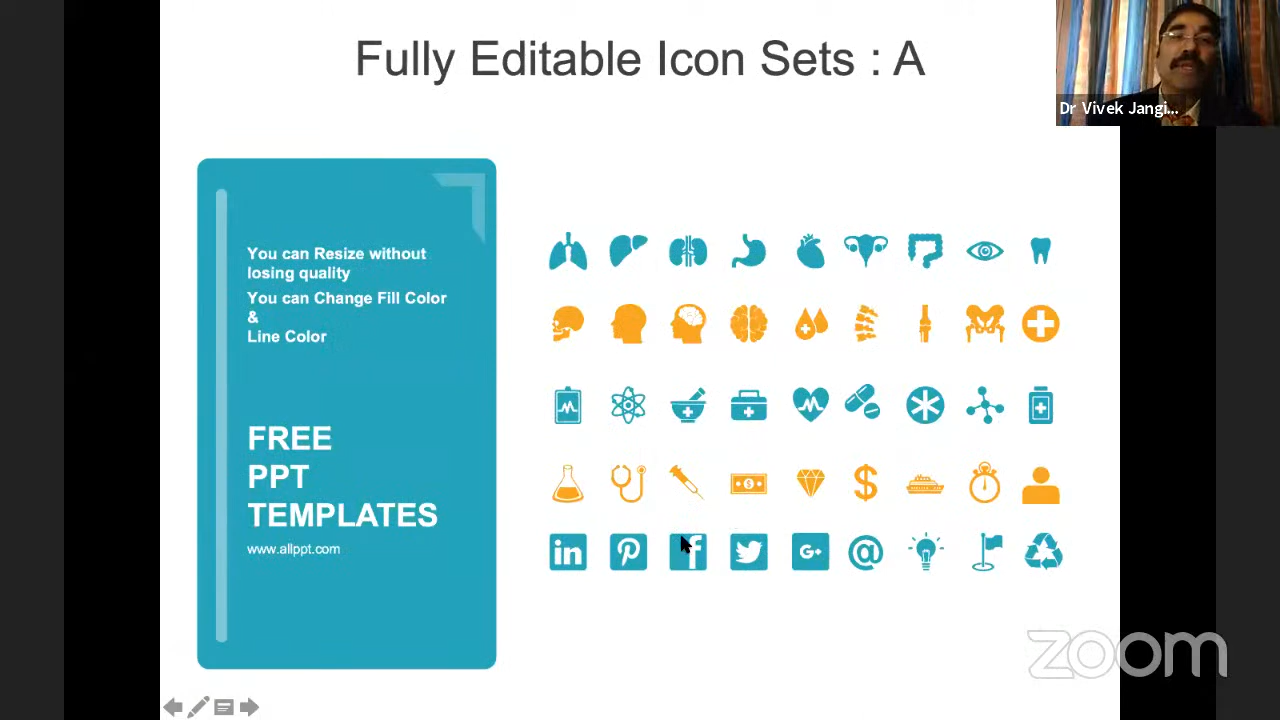 Fully Editable Icon Sets : A
Dr Vivek Jangi...
You can Resize without
losing quality
You can Change Fill Color
&
Line Color
FREE
PPT
TEMPLATES
www.allppt.com
$
in
f
G+
@
zoom